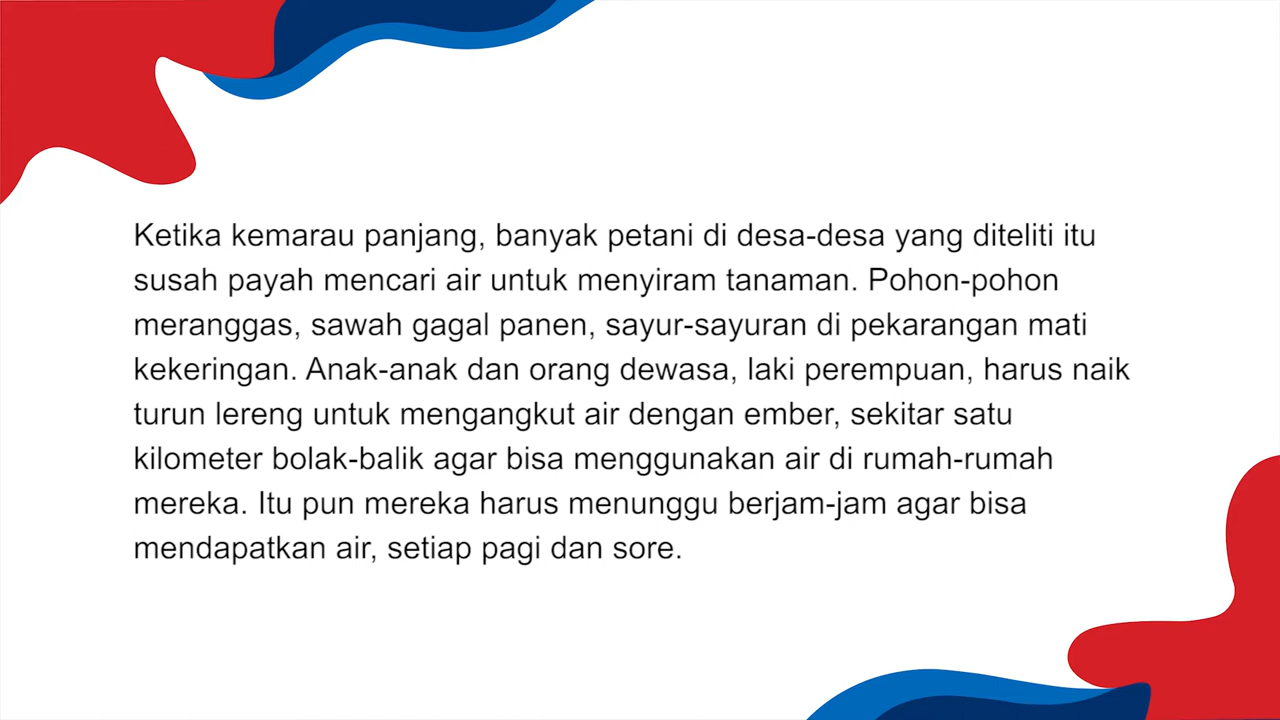 Ketika kemarau panjang, banyak petani di desa-desa yang diteliti itu
susah payah mencari air untuk menyiram tanaman. Pohon-pohon
meranggas, sawah gagal panen, sayur-sayuran di pekarangan mati
kekeringan. Anak-anak dan orang dewasa, laki perempuan, harus naik
turun lereng untuk mengangkut air dengan ember, sekitar satu
kilometer bolak-balik agar bisa menggunakan air di rumah-rumah
mereka. Itu pun mereka harus menunggu berjam-jam agar bisa
mendapatkan air, setiap pagi dan sore.